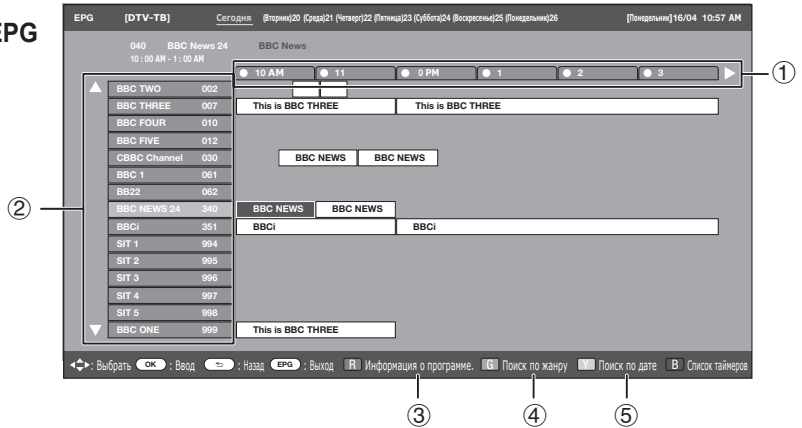 EPG
EPG [DTV-TB] Сегодня (Вторник)20 (Среда)21 (Четверг)22 (Пятница)23 (Суббота)24 (Воскресенье)25 (Понедельник)26 [Понедельник]16/04 10:57 AM
040 BBC News 24 BBC News
10 : 00 AM - 1 : 00 AM
10 AM 11 0 PM 1 2 3
①
BBC TWO 002
BBC THREE 007 This is BBC THREE This is BBC THREE
BBC FOUR 010
BBC FIVE 012
CBBC Channel 030 BBC NEWS BBC NEWS
BBC 1 061
BB22 062
②
BBC NEWS 24 340 BBC NEWS BBC NEWS
BBCi 351 BBCi BBCi
SIT 1 994
SIT 2 995
SIT 3 996
SIT 4 997
SIT 5 998
BBC ONE 999 This is BBC THREE
: Выбрать OK : Ввод : Назад EPG : Выход R Информация о программе. G Поиск по жанру Y Поиск по дате B Список таймеров
③ ④ ⑤